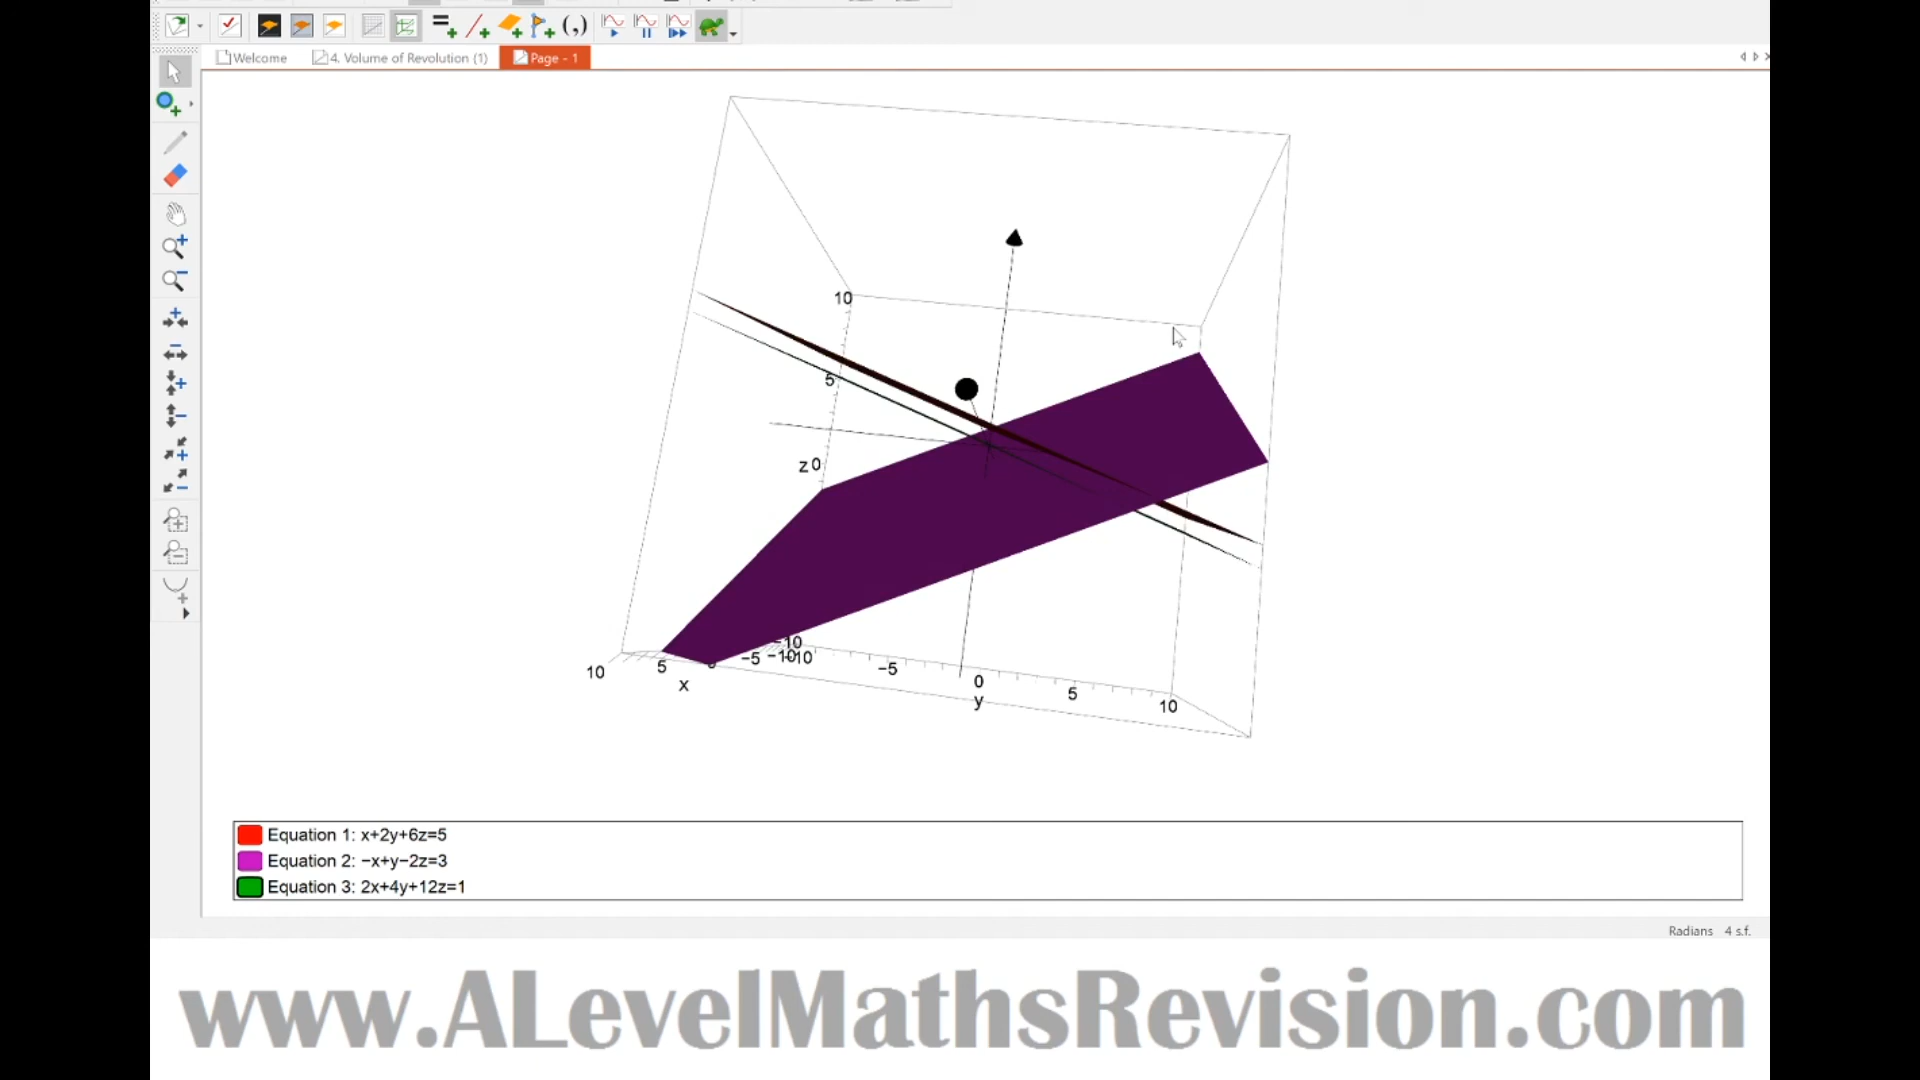 Welcome
4. Volume of Revolution (1)
Page - 1
10
5
z 0
10
5
0
-5
-10
x
-10
-5
0
5
10
y
Equation 1: x+2y+6z=5
Equation 2: −x+y−2z=3
Equation 3: 2x+4y+12z=1
Radians 4 s.f.
www.ALevelMathsRevision.com